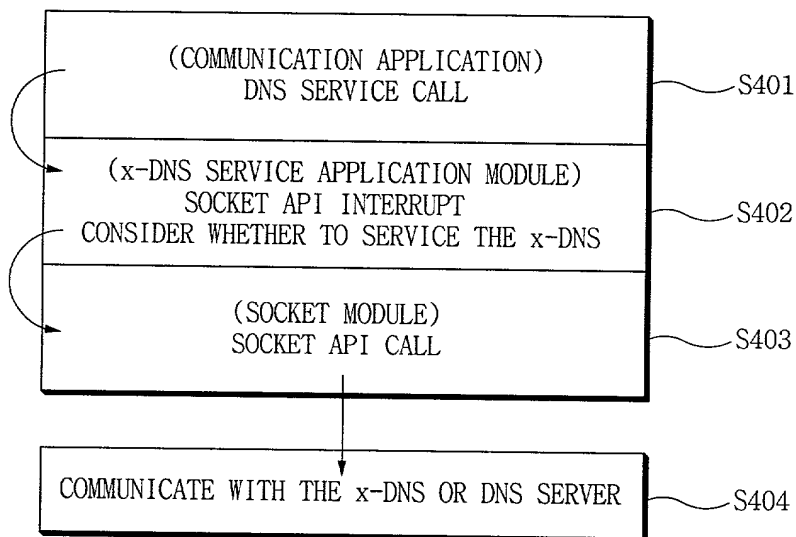 (COMMUNICATION APPLICATION)
DNS SERVICE CALL
S401
(x-DNS SERVICE APPLICATION MODULE)
SOCKET API INTERRUPT
CONSIDER WHETHER TO SERVICE THE x-DNS
S402
(SOCKET MODULE)
SOCKET API CALL
S403
COMMUNICATE WITH THE x-DNS OR DNS SERVER
S404